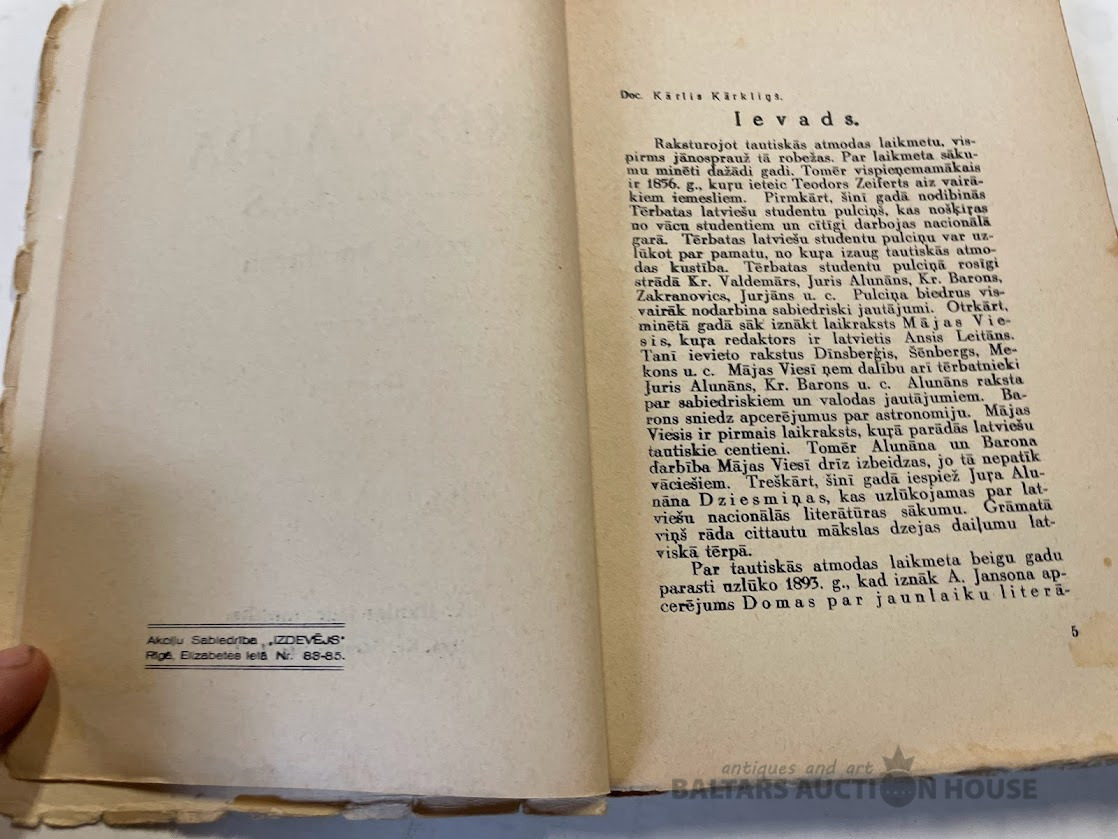 Akciju Sabiedrība „IZDEVĒJS“
Rīgā, Elizabetes ielā Nr. 83-85.
Doc. Kārlis Kārkliņš.
Ievads.
Raksturojot tautiskās atmodas laikmetu, vis-
pirms jānosprauž tā robežas. Par laikmeta sāku-
mu minēti dažādi gadi. Tomēr vispieņemamākais
ir 1856. g., kuŗu ieteic Teodors Zeiferts aiz vairā-
kiem iemesliem. Pirmkārt, šinī gadā nodibinās
Tērbatas latviešu studentu pulciņš, kas nošķiŗas
no vācu studentiem un cītīgi darbojas nacionālā
garā. Tērbatas latviešu studentu pulciņu var uz-
lūkot par pamatu, no kuŗa izaug tautiskās atmo-
das kustība. Tērbatas studentu pulciņā rosīgi
strādā Kr. Valdemārs, Juris Alunāns, Kr. Barons,
Zakranovics, Jurjāns u. c. Pulciņa biedrus vis-
vairāk nodarbina sabiedriski jautājumi. Otrkārt,
minētā gadā sāk iznākt laikraksts Mājas Vie-
sis, kuŗa redaktors ir latvietis Ansis Leitāns.
Tanī ievieto rakstus Dīnsberģis, Šēnbergs, Me-
kons u. c. Mājas Viesī ņem dalību arī tērbatnieki
Juris Alunāns, Kr. Barons u. c. Alunāns raksta
par sabiedriskiem un valodas jautājumiem. Ba-
rons sniedz apcerējumus par astronomiju. Mājas
Viesis ir pirmais laikraksts, kuŗā parādās latviešu
tautiskie centieni. Tomēr Alunāna un Barona
darbība Mājas Viesī drīz izbeidzas, jo tā nepatīk
vāciešiem. Treškārt, šinī gadā iespiež Juŗa Alu-
nāna Dziesmiņas, kas uzlūkojamas par lat-
viešu nacionālās literātūras sākumu. Grāmatā
viņš rāda cittautu mākslas dzejas daiļumu lat-
viskā tērpā.
Par tautiskās atmodas laikmeta beigu gadu
parasti uzlūko 1893. g., kad iznāk A. Jansona ap-
cerējums Domas par jaunlaiku literā-
5
antiques and art
BALTARS AUCTION HOUSE